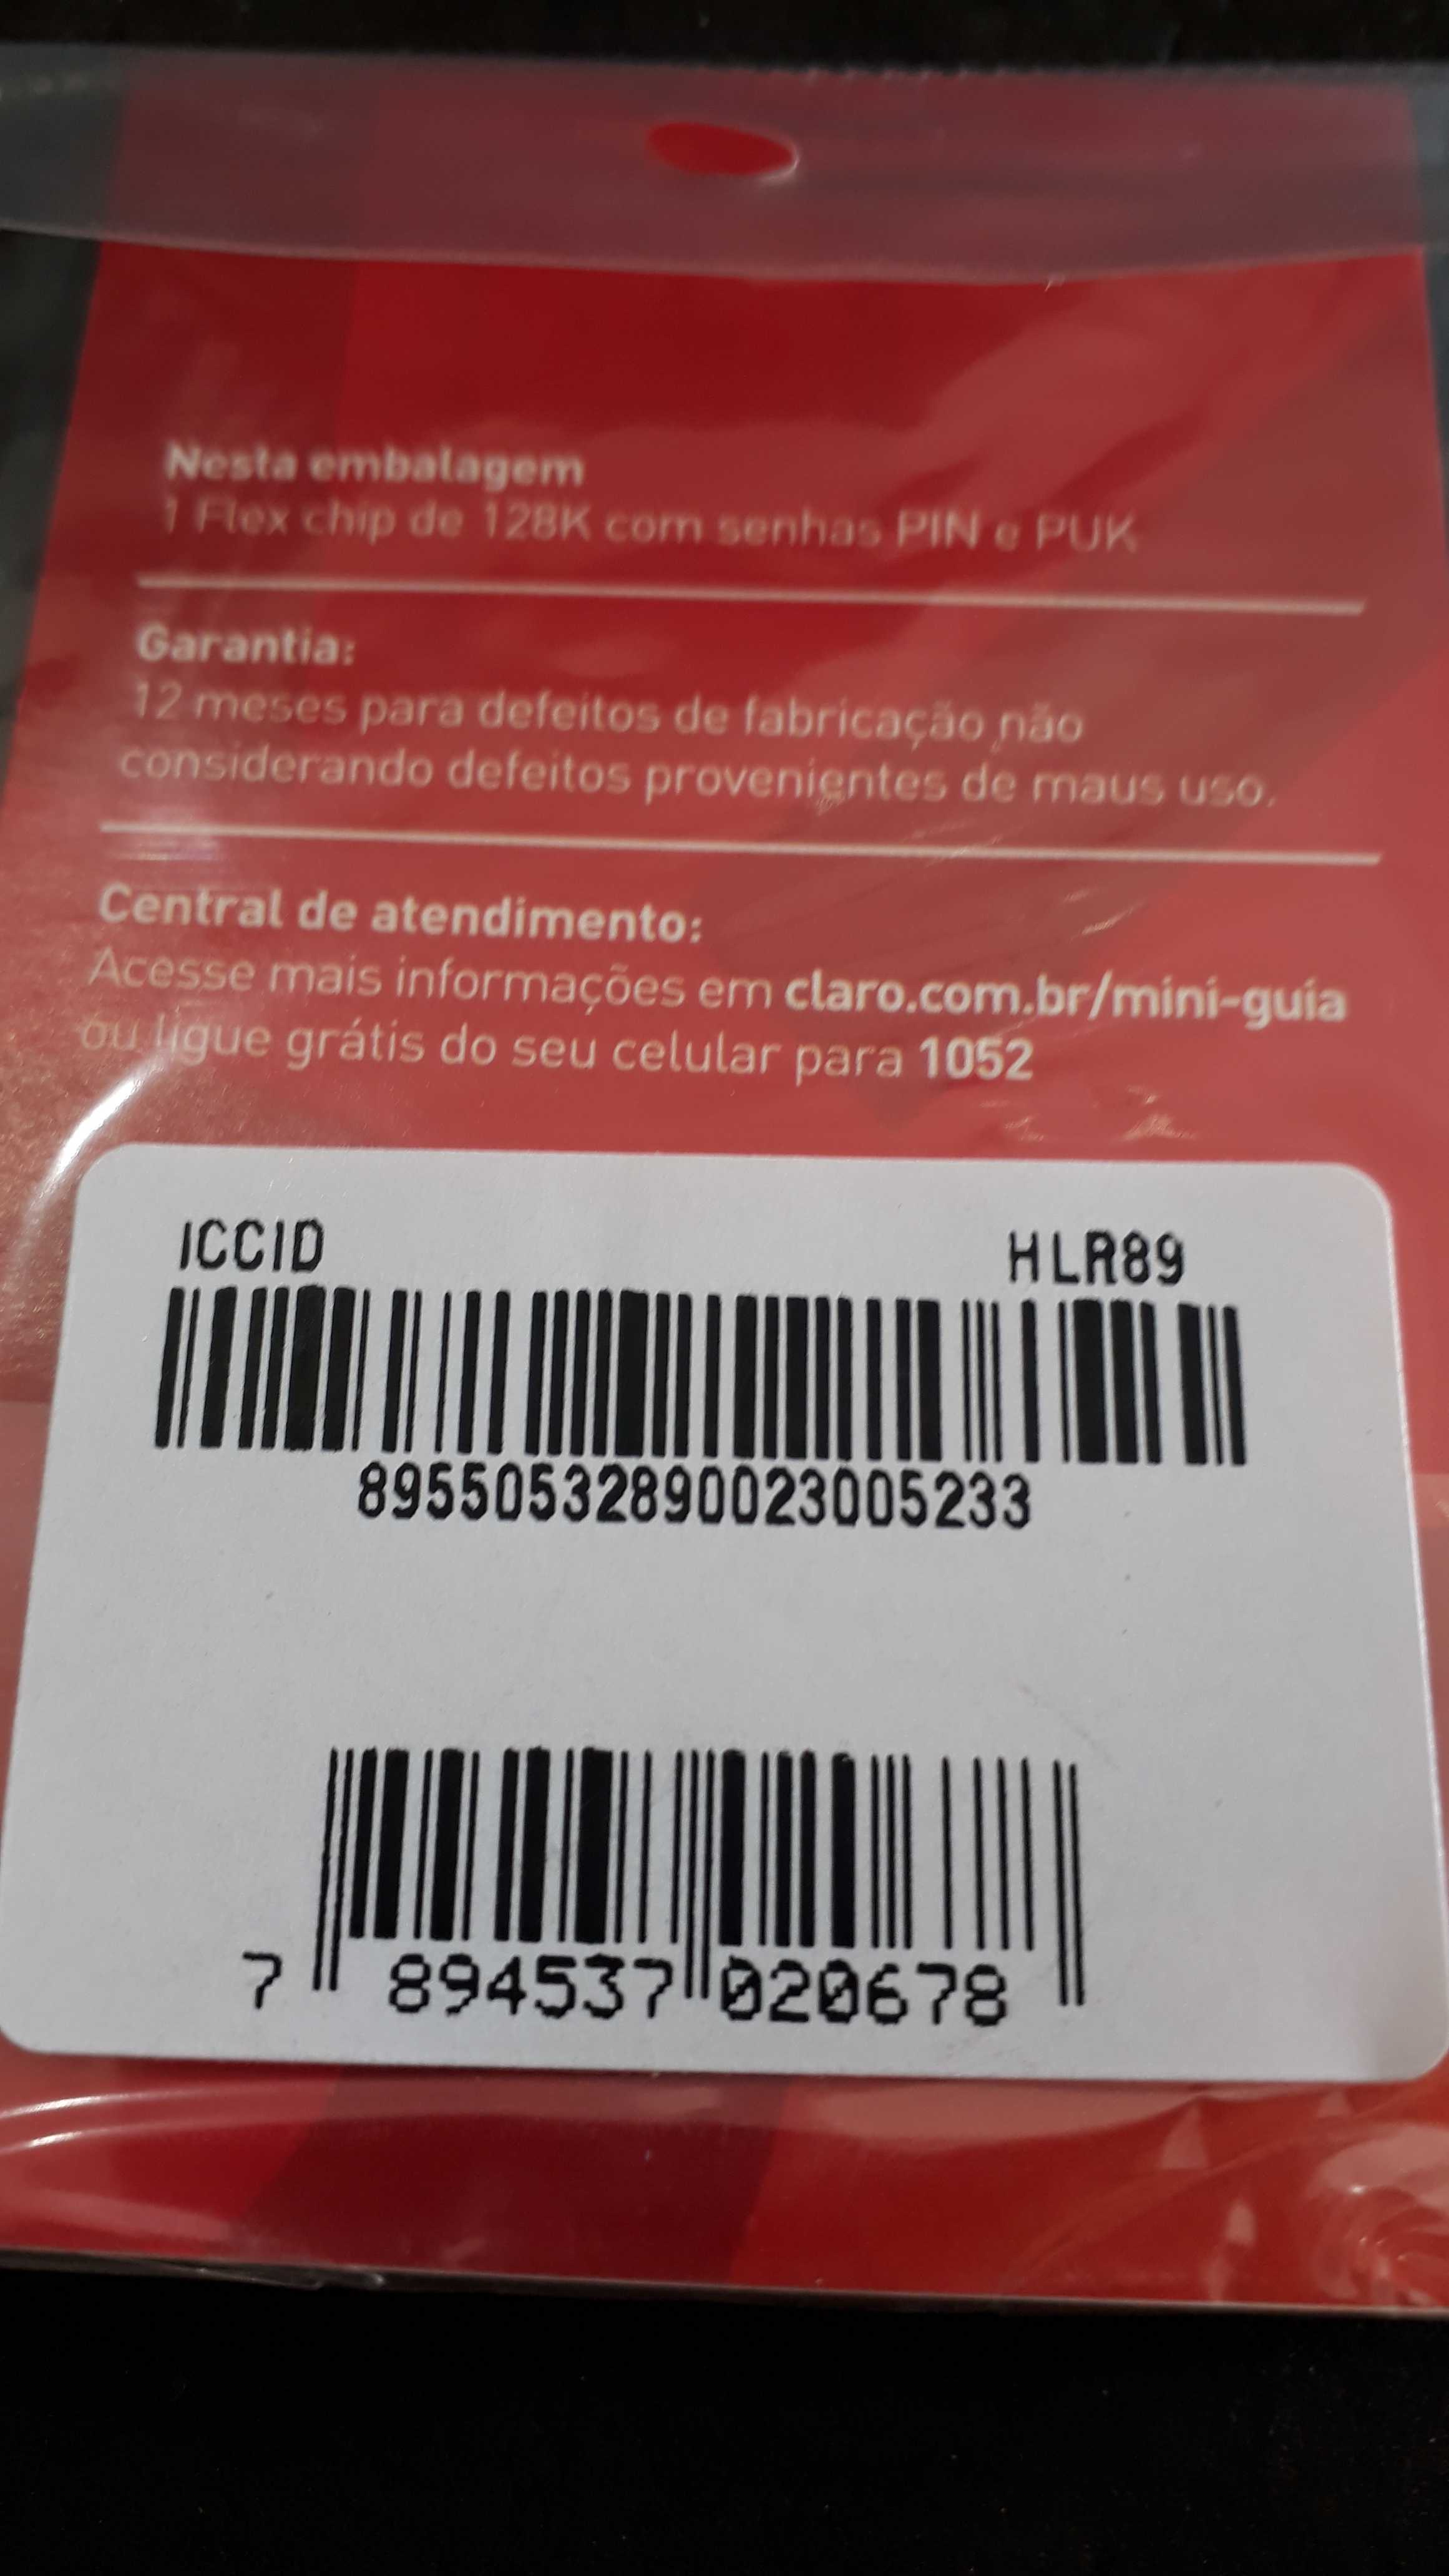 Nesta embalagem
1 Flex chip de 128K com senhas PIN e PUK
Garantia:
12 meses para defeitos de fabricação não
considerando defeitos provenientes de maus uso.
Central de atendimento:
Acesse mais informações em claro.com.br/mini-guia
ou ligue grátis do seu celular para 1052
ICCID HLR89
89550532890023005233
7 894537 020678